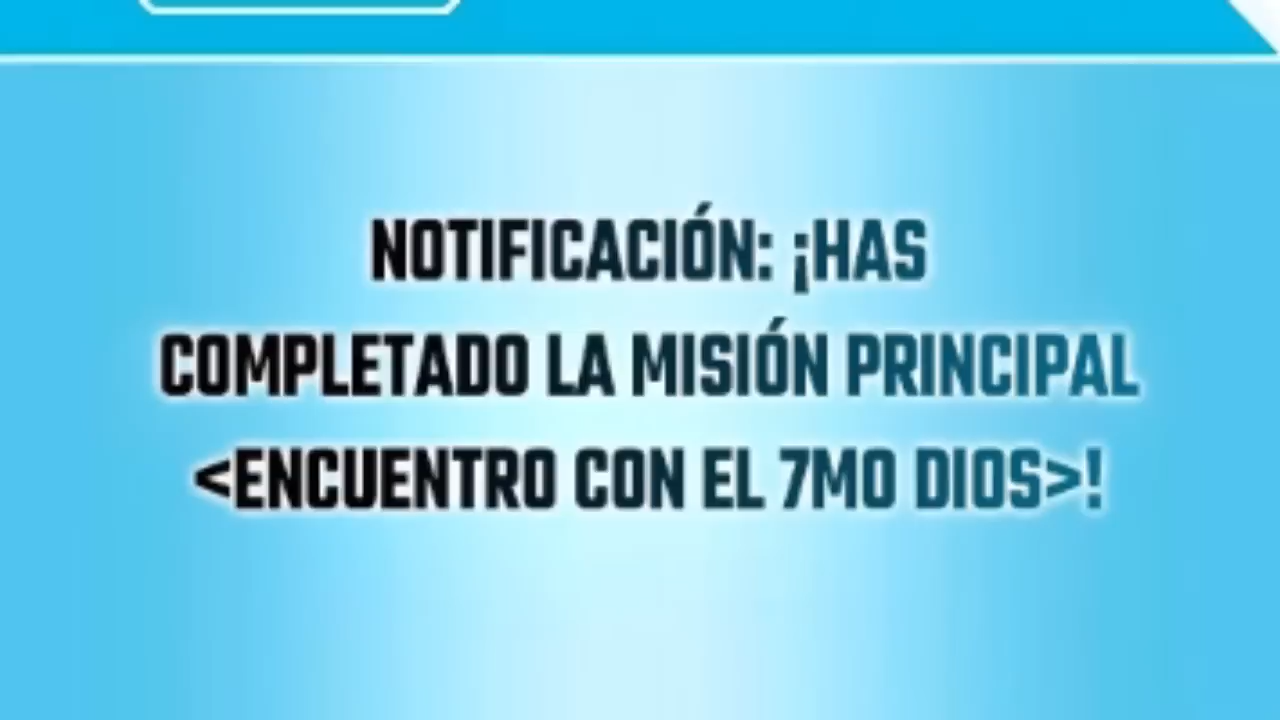 NOTIFICACIÓN: ¡HAS
COMPLETADO LA MISIÓN PRINCIPAL
<ENCUENTRO CON EL 7MO DIOS>!